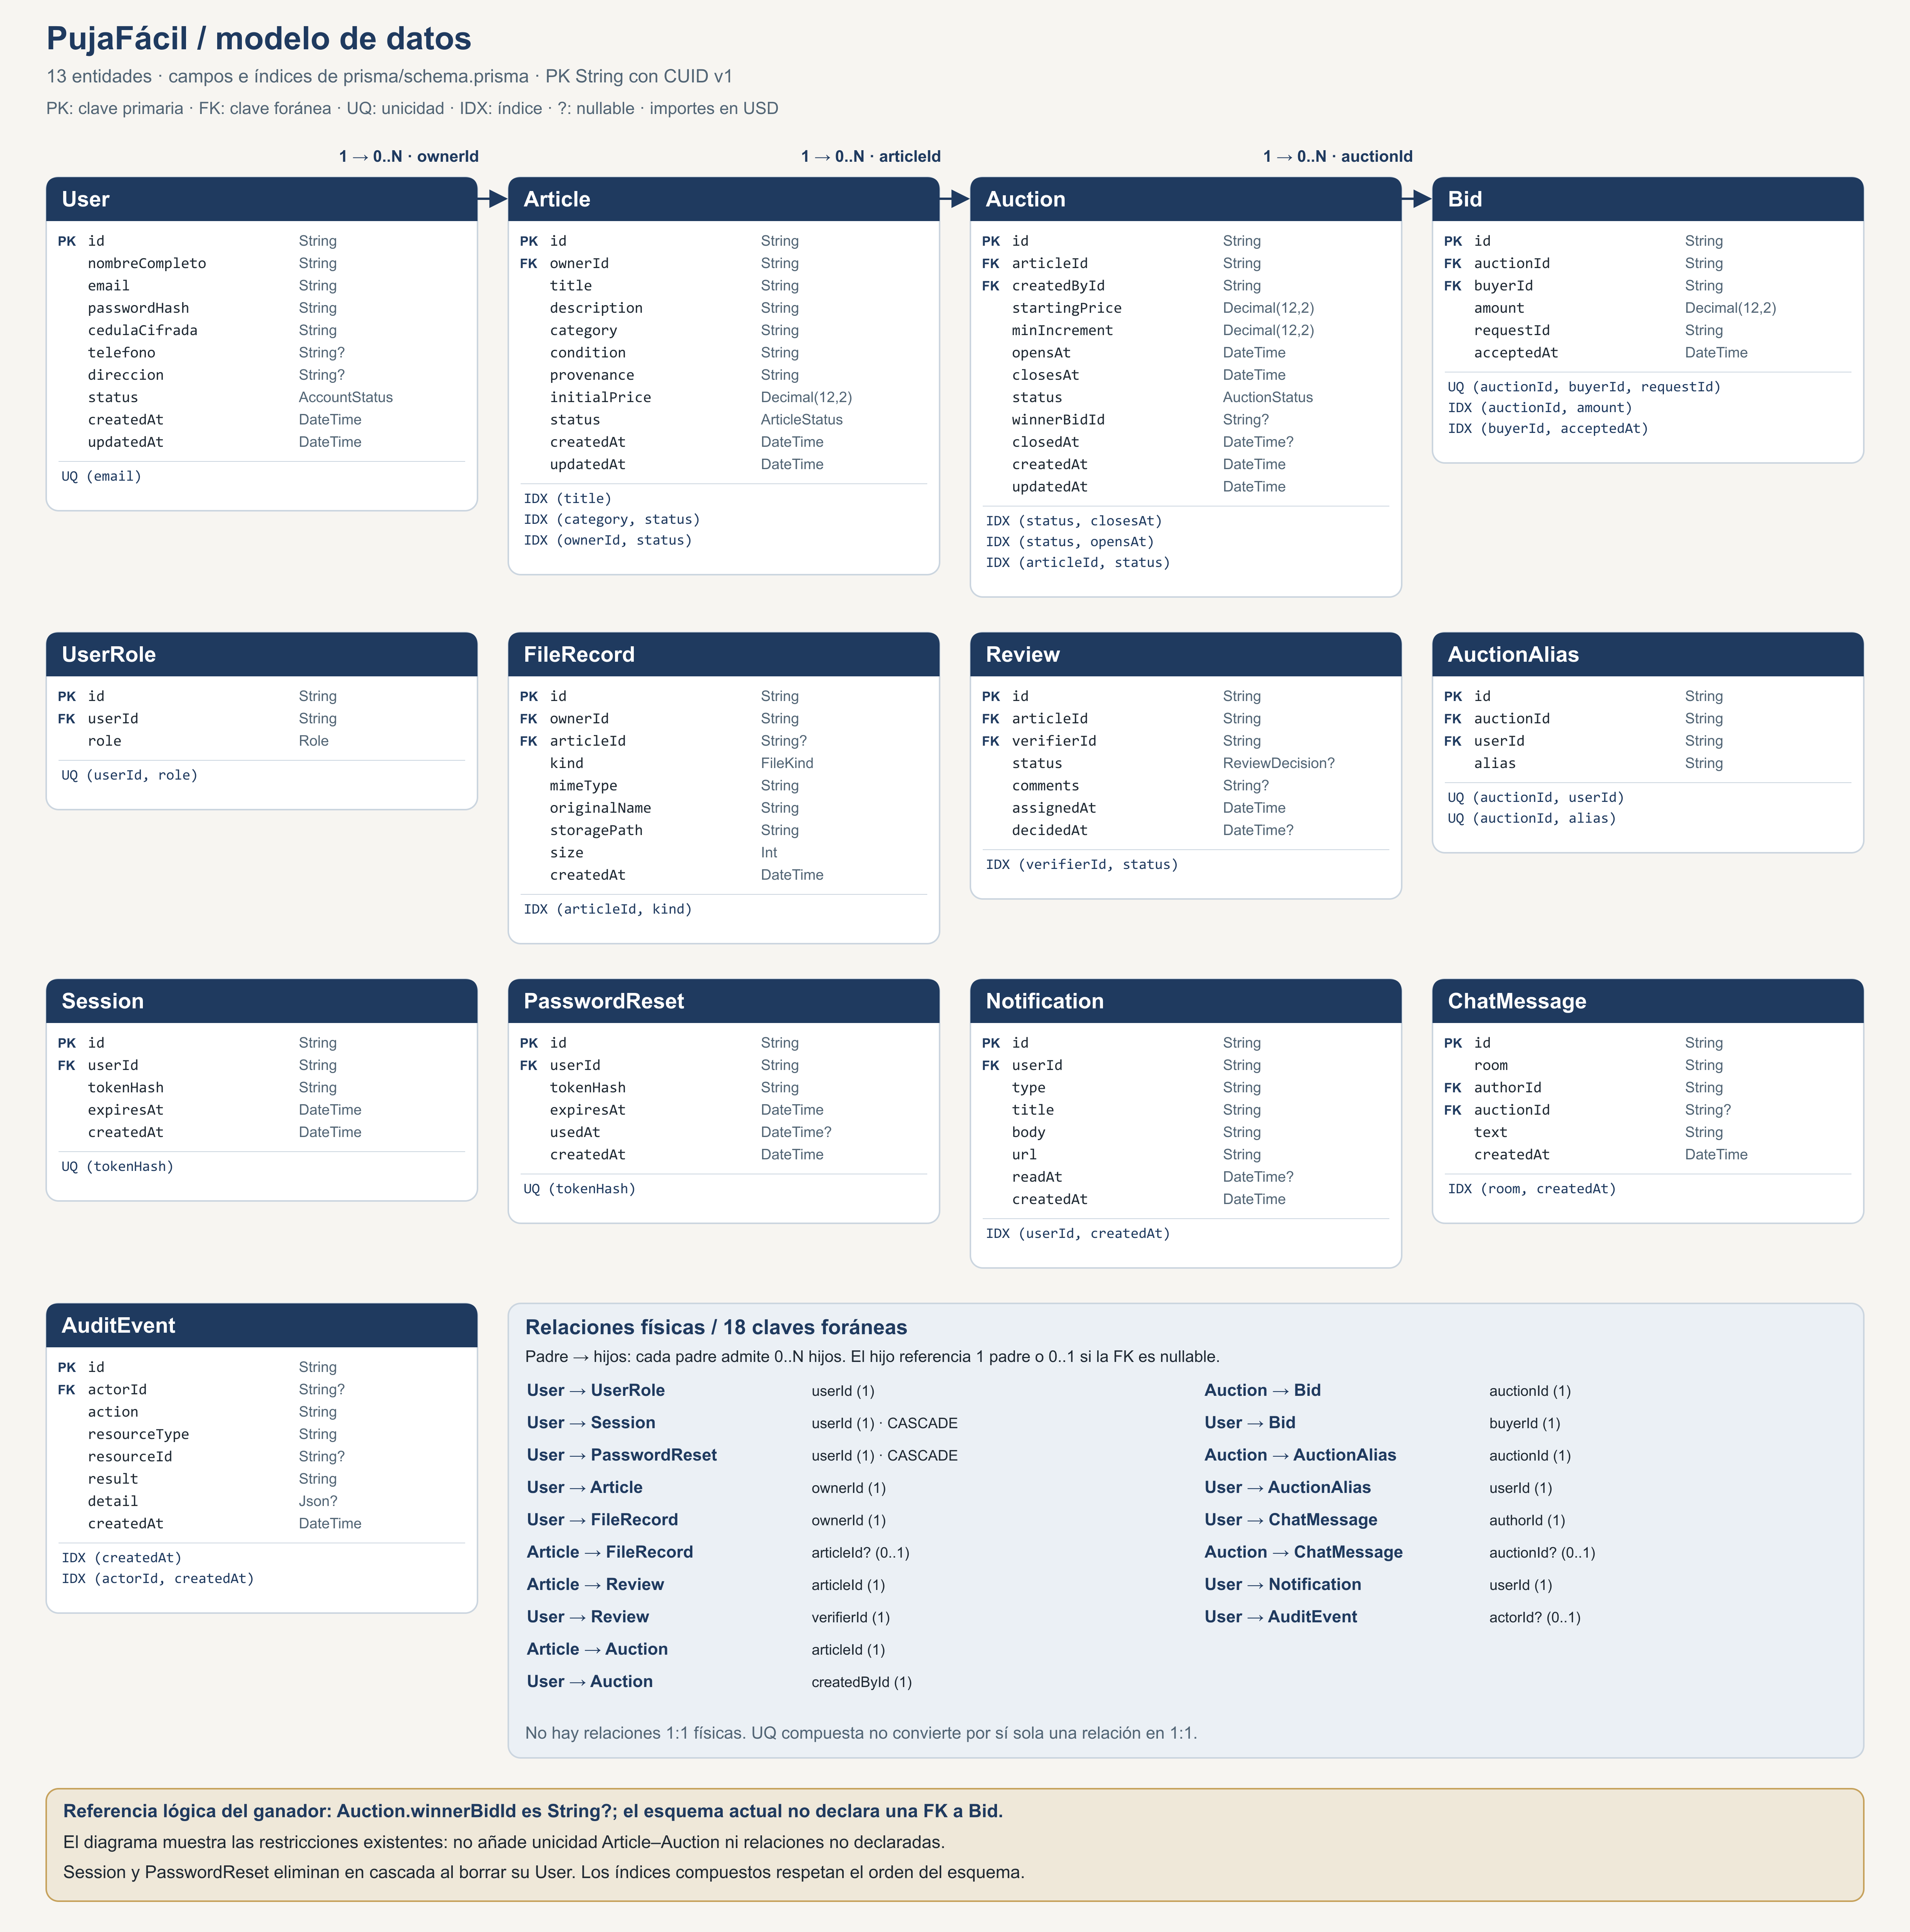 PujaFácil / modelo de datos
13 entidades · campos e índices de prisma/schema.prisma · PK String con CUID v1
PK: clave primaria · FK: clave foránea · UQ: unicidad · IDX: índice · ?: nullable · importes en USD
1 → 0..N · ownerId
1 → 0..N · articleId
1 → 0..N · auctionId
User
PK id String
nombreCompleto String
email String
passwordHash String
cedulaCifrada String
telefono String?
direccion String?
status AccountStatus
createdAt DateTime
updatedAt DateTime
UQ (email)
Article
PK id String
FK ownerId String
title String
description String
category String
condition String
provenance String
initialPrice Decimal(12,2)
status ArticleStatus
createdAt DateTime
updatedAt DateTime
IDX (title)
IDX (category, status)
IDX (ownerId, status)
Auction
PK id String
FK articleId String
FK createdById String
startingPrice Decimal(12,2)
minIncrement Decimal(12,2)
opensAt DateTime
closesAt DateTime
status AuctionStatus
winnerBidId String?
closedAt DateTime?
createdAt DateTime
updatedAt DateTime
IDX (status, closesAt)
IDX (status, opensAt)
IDX (articleId, status)
Bid
PK id String
FK auctionId String
FK buyerId String
amount Decimal(12,2)
requestId String
acceptedAt DateTime
UQ (auctionId, buyerId, requestId)
IDX (auctionId, amount)
IDX (buyerId, acceptedAt)
UserRole
PK id String
FK userId String
role Role
UQ (userId, role)
FileRecord
PK id String
FK ownerId String
FK articleId String?
kind FileKind
mimeType String
originalName String
storagePath String
size Int
createdAt DateTime
IDX (articleId, kind)
Review
PK id String
FK articleId String
FK verifierId String
status ReviewDecision?
comments String?
assignedAt DateTime
decidedAt DateTime?
IDX (verifierId, status)
AuctionAlias
PK id String
FK auctionId String
FK userId String
alias String
UQ (auctionId, userId)
UQ (auctionId, alias)
Session
PK id String
FK userId String
tokenHash String
expiresAt DateTime
createdAt DateTime
UQ (tokenHash)
PasswordReset
PK id String
FK userId String
tokenHash String
expiresAt DateTime
usedAt DateTime?
createdAt DateTime
UQ (tokenHash)
Notification
PK id String
FK userId String
type String
title String
body String
url String
readAt DateTime?
createdAt DateTime
IDX (userId, createdAt)
ChatMessage
PK id String
room String
FK authorId String
FK auctionId String?
text String
createdAt DateTime
IDX (room, createdAt)
AuditEvent
PK id String
FK actorId String?
action String
resourceType String
resourceId String?
result String
detail Json?
createdAt DateTime
IDX (createdAt)
IDX (actorId, createdAt)
Relaciones físicas / 18 claves foráneas
Padre → hijos: cada padre admite 0..N hijos. El hijo referencia 1 padre o 0..1 si la FK es nullable.
User → UserRole userId (1)
User → Session userId (1) · CASCADE
User → PasswordReset userId (1) · CASCADE
User → Article ownerId (1)
User → FileRecord ownerId (1)
Article → FileRecord articleId? (0..1)
Article → Review articleId (1)
User → Review verifierId (1)
Article → Auction articleId (1)
User → Auction createdById (1)
Auction → Bid auctionId (1)
User → Bid buyerId (1)
Auction → AuctionAlias auctionId (1)
User → AuctionAlias userId (1)
User → ChatMessage authorId (1)
Auction → ChatMessage auctionId? (0..1)
User → Notification userId (1)
User → AuditEvent actorId? (0..1)
No hay relaciones 1:1 físicas. UQ compuesta no convierte por sí sola una relación en 1:1.
Referencia lógica del ganador: Auction.winnerBidId es String?; el esquema actual no declara una FK a Bid.
El diagrama muestra las restricciones existentes: no añade unicidad Article–Auction ni relaciones no declaradas.
Session y PasswordReset eliminan en cascada al borrar su User. Los índices compuestos respetan el orden del esquema.